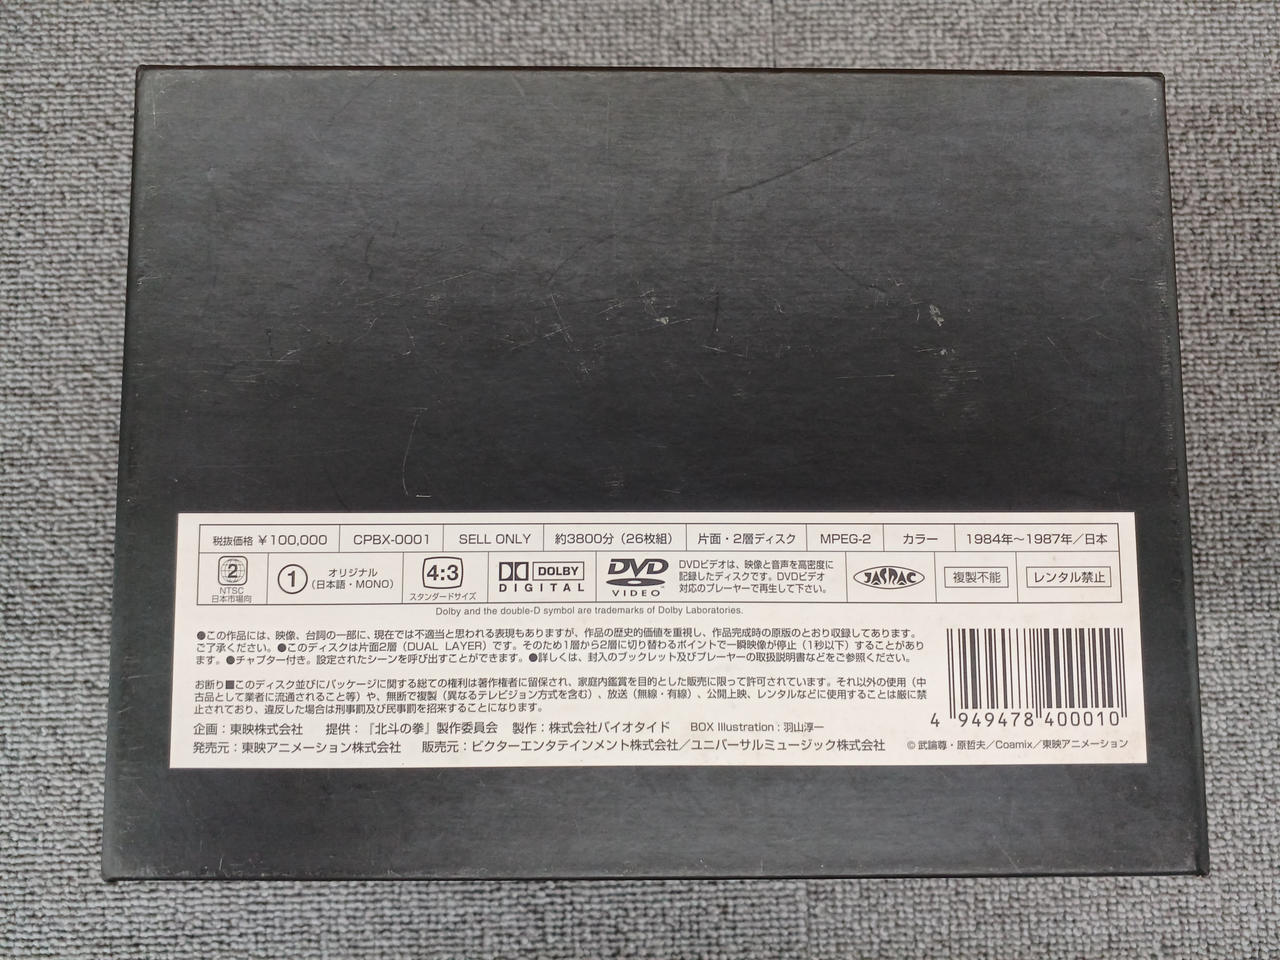 税抜価格 ¥100,000 CPBX-0001 SELL ONLY 約3800分(26枚組) 片面・2層ディスク MPEG-2 カラー 1984年～1987年／日本
2 NTSC 日本市場向
1 オリジナル (日本語・MONO)
4:3 スタンダードサイズ
DOLBY DIGITAL
DVD VIDEO™
DVDビデオは、映像と音声を高密度に
記録したディスクです。DVDビデオ
対応のプレーヤーで再生して下さい。
JASRAC
複製不能
レンタル禁止
Dolby and the double-D symbol are trademarks of Dolby Laboratories.
●この作品には、映像、台詞の一部に、現在では不適当と思われる表現もありますが、作品の歴史的価値を重視し、作品完成時の原版のとおり収録してあります。
ご了承ください。●このディスクは片面2層(DUAL LAYER)です。そのため1層から2層に切り替わるポイントで一瞬映像が停止(1秒以下)することがあり
ます。●チャプター付き。設定されたシーンを呼び出すことができます。●詳しくは、封入のブックレット及びプレーヤーの取扱説明書などをご参照ください。
お断り■このディスク並びにパッケージに関する総ての権利は著作権者に留保され、家庭内鑑賞を目的とした販売に限って許可されています。それ以外の使用(中
古品として業者に流通されること等)や、無断で複製(異なるテレビジョン方式を含む)、放送(無線・有線)、公開上映、レンタルなどに使用することは厳に禁
止されており、違反した場合は刑事罰及び民事罰を招来することになります。
企画：東映株式会社 提供：『北斗の拳』製作委員会 製作：株式会社バイオタイド BOX Illustration：羽山淳一
発売元：東映アニメーション株式会社 販売元：ビクターエンタテインメント株式会社／ユニバーサルミュージック株式会社
4 949478 400010
©武論尊・原哲夫／Coamix／東映アニメーション